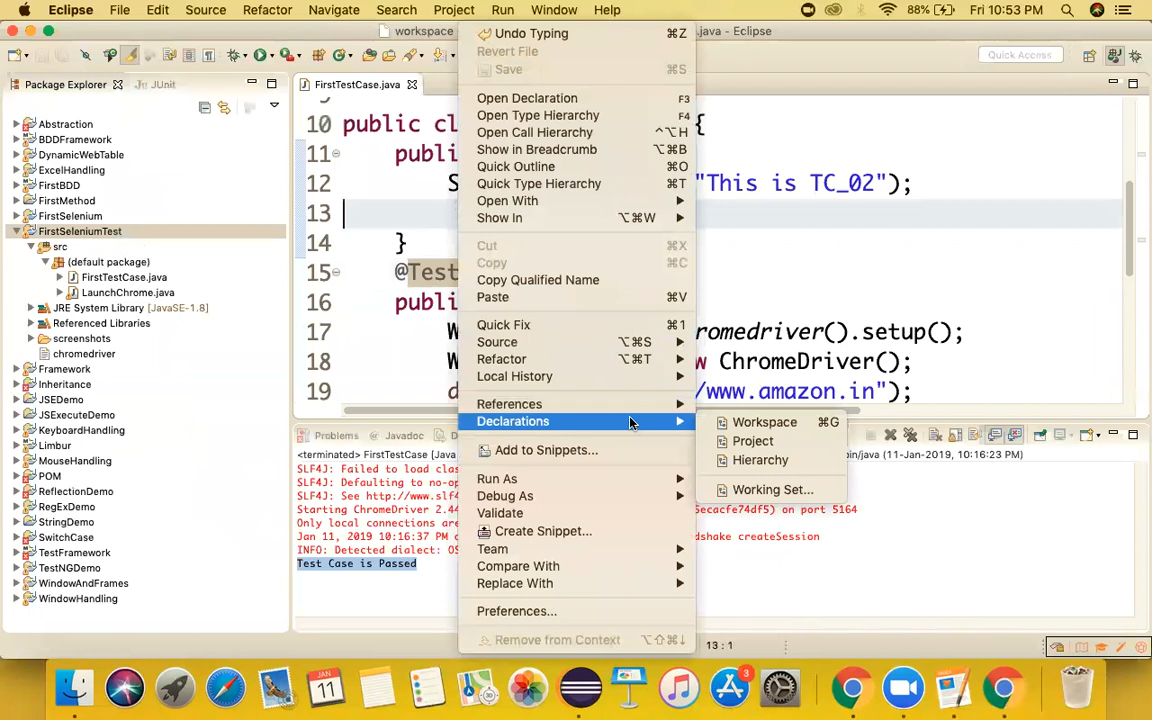 Eclipse File Edit Source Refactor Navigate Search Project Run Window Help 88% Fri 10:53 PM
workspace .java - Eclipse
Quick Access
Package Explorer JUnit
Abstraction
BDDFramework
DynamicWebTable
ExcelHandling
FirstBDD
FirstMethod
FirstSelenium
FirstSeleniumTest
src
(default package)
FirstTestCase.java
LaunchChrome.java
JRE System Library [JavaSE-1.8]
Referenced Libraries
screenshots
chromedriver
Framework
Inheritance
JSEDemo
JSExecuteDemo
KeyboardHandling
Limbur
MouseHandling
POM
ReflectionDemo
RegExDemo
StringDemo
SwitchCase
TestFramework
TestNGDemo
WindowAndFrames
WindowHandling
FirstTestCase.java
9
10 public cl {
11 publi
12 S "This is TC_02");
13
14 }
15 @Test
16 publi
17 W romedriver().setup();
18 W w ChromeDriver();
19 d /www.amazon.in");
Undo Typing ⌘Z
Revert File
Save ⌘S
Open Declaration F3
Open Type Hierarchy F4
Open Call Hierarchy ^⌥H
Show in Breadcrumb ⌥⌘B
Quick Outline ⌘O
Quick Type Hierarchy ⌘T
Open With
Show In ⌥⌘W
Cut ⌘X
Copy ⌘C
Copy Qualified Name
Paste ⌘V
Quick Fix ⌘1
Source ⌥⌘S
Refactor ⌥⌘T
Local History
References
Declarations
Add to Snippets...
Run As
Debug As
Validate
Create Snippet...
Team
Compare With
Replace With
Preferences...
Remove from Context ⌥⇧⌘↓
Workspace ⌘G
Project
Hierarchy
Working Set...
Problems Javadoc D
<terminated> FirstTestCase [Java bin/java (11-Jan-2019, 10:16:23 PM)
SLF4J: Failed to load clas
SLF4J: Defaulting to no-op
SLF4J: See http://www.slf4
Starting ChromeDriver 2.44 5ecacfe74df5) on port 5164
Only local connections are
Jan 11, 2019 10:16:37 PM o dshake createSession
INFO: Detected dialect: OS
Test Case is Passed
13 : 1
JAN
11
3